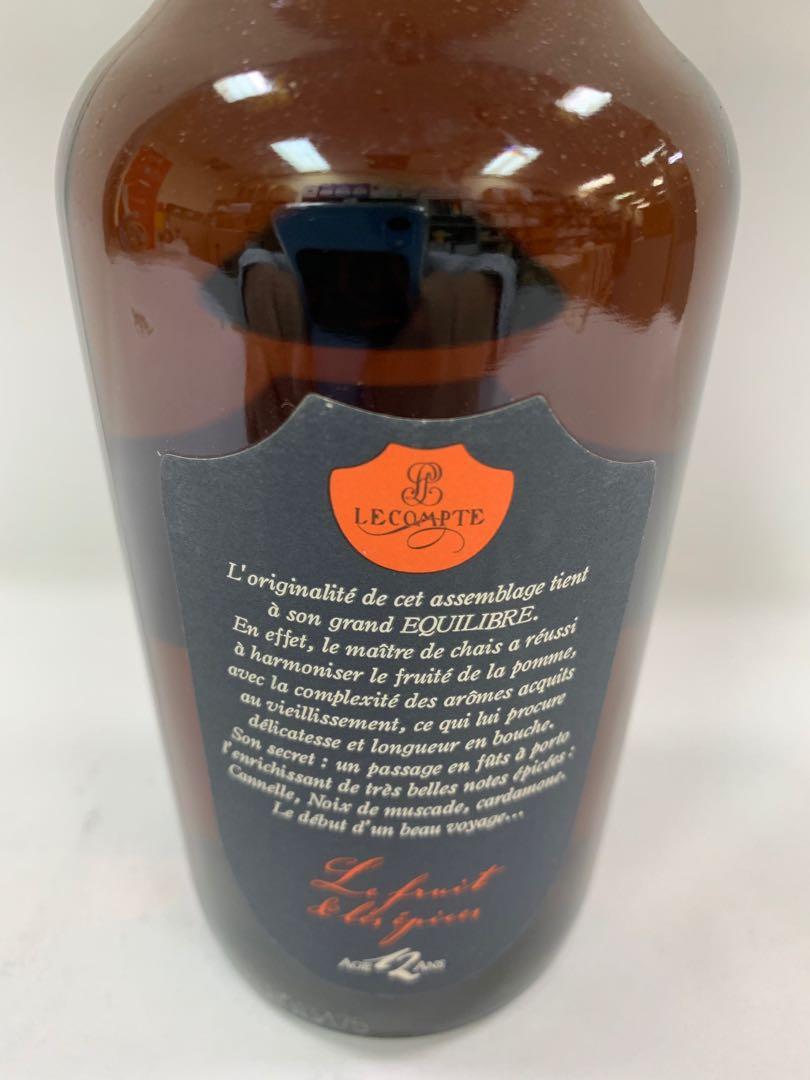 LECOMPTE
L'originalité de cet assemblage tient
à son grand EQUILIBRE.
En effet, le maître de chais a réussi
à harmoniser le fruité de la pomme,
avec la complexité des arômes acquits
au vieillissement, ce qui lui procure
délicatesse et longueur en bouche.
Son secret : un passage en fûts à porto
l'enrichissant de très belles notes épicées :
Cannelle, Noix de muscade, cardamome.
Le début d'un beau voyage...
Le fruit
& les épices
AGE 12 ANS